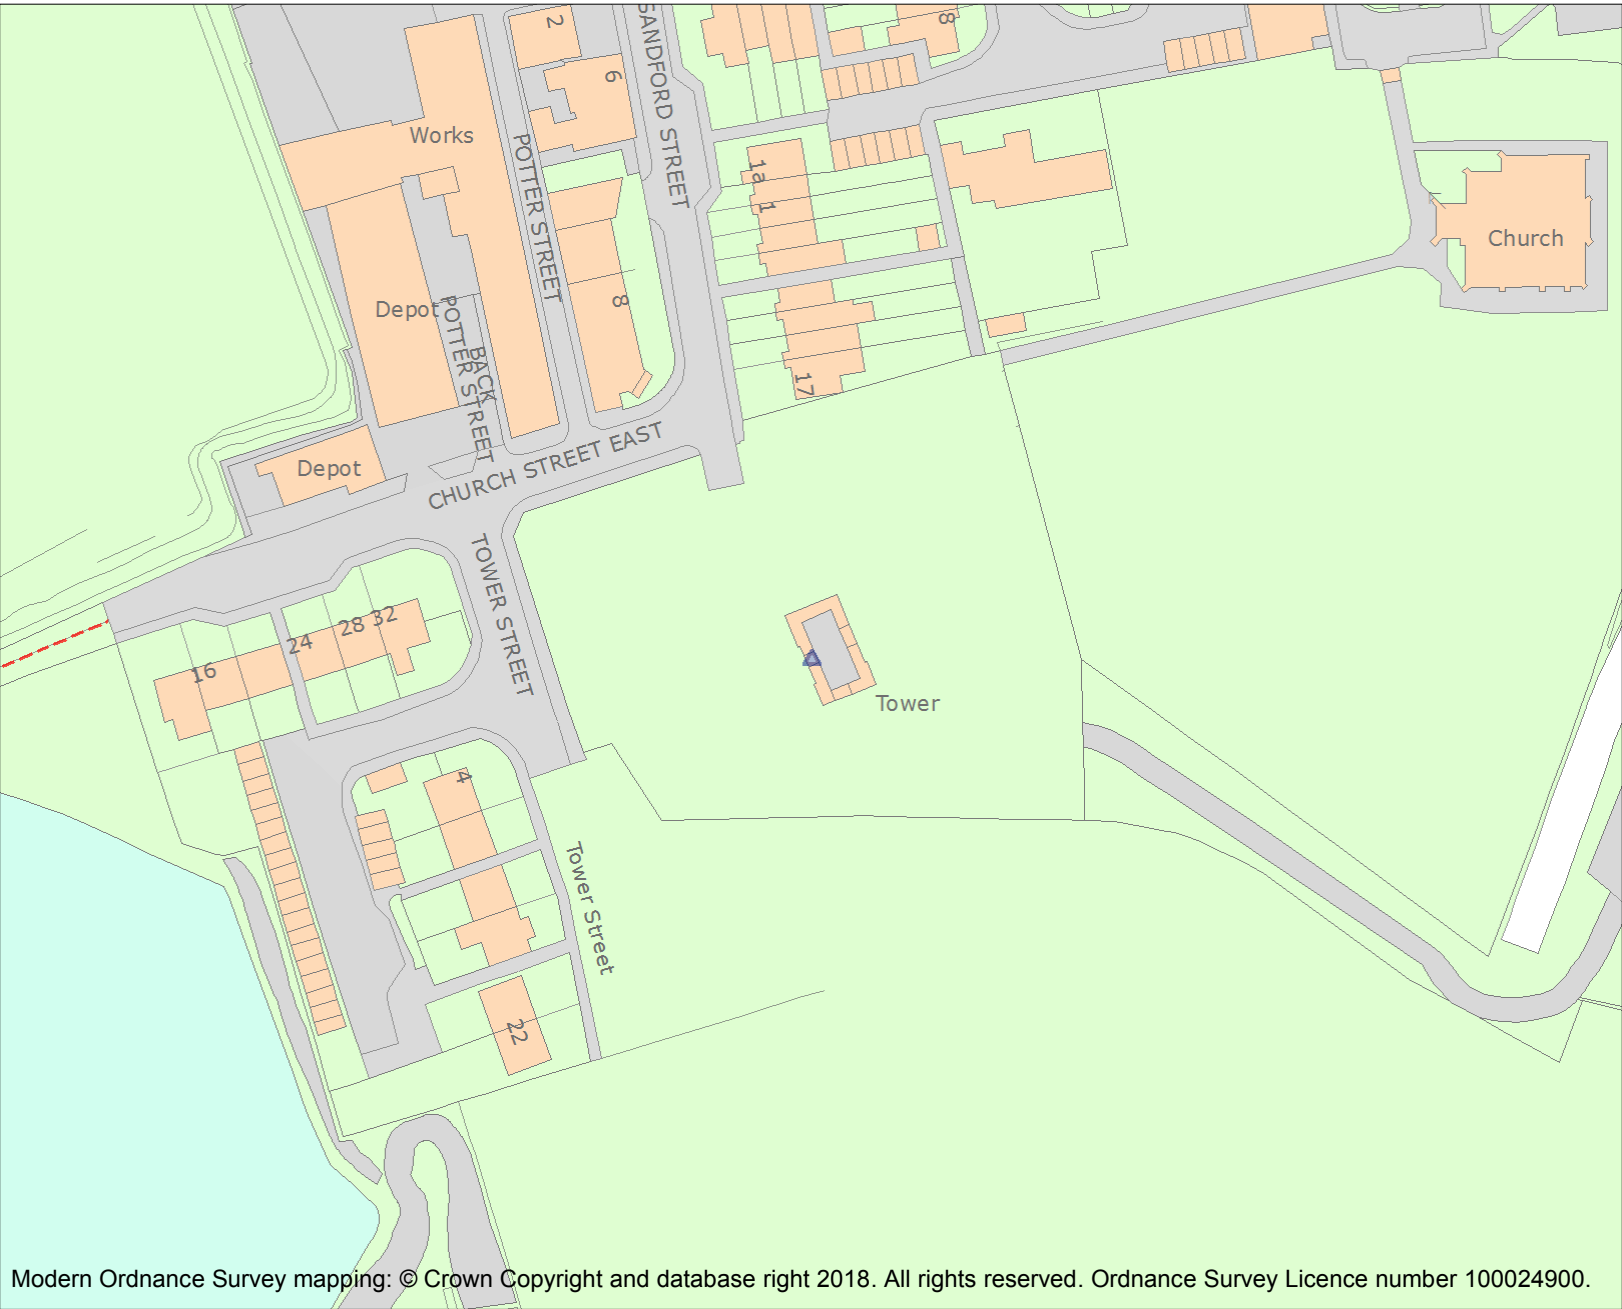 2
SANDFORD STREET
8
6
Works
POTTER STREET
1a
1
Church
8
Depot
BACK
POTTER STREET
17
CHURCH STREET EAST
Depot
TOWER STREET
16
24
28
32
Tower
4
Tower Street
22
Modern Ordnance Survey mapping: © Crown Copyright and database right 2018. All rights reserved. Ordnance Survey Licence number 100024900.